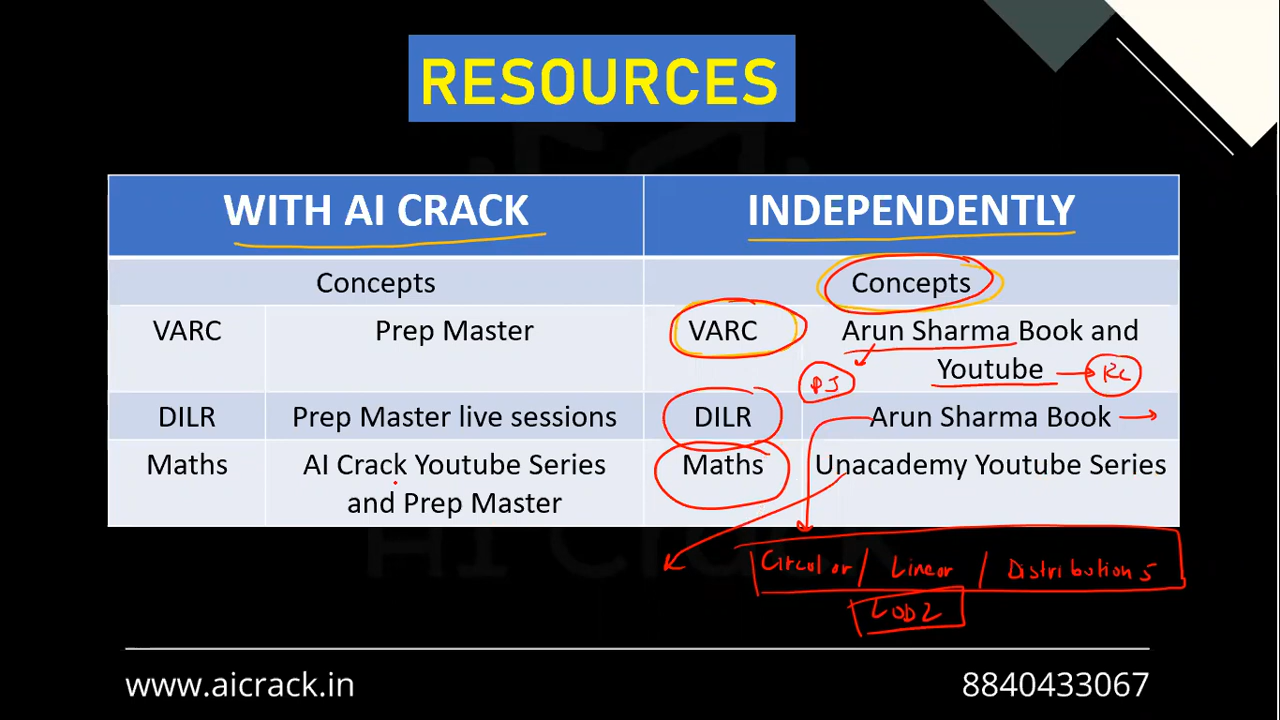 RESOURCES
WITH AI CRACK INDEPENDENTLY
Concepts Concepts
VARC Prep Master VARC Arun Sharma Book and
Youtube RC
PJ
DILR Prep Master live sessions DILR Arun Sharma Book
Maths AI Crack Youtube Series Maths Unacademy Youtube Series
and Prep Master
Circular / Linear / Distributions
LOD2
www.aicrack.in 8840433067